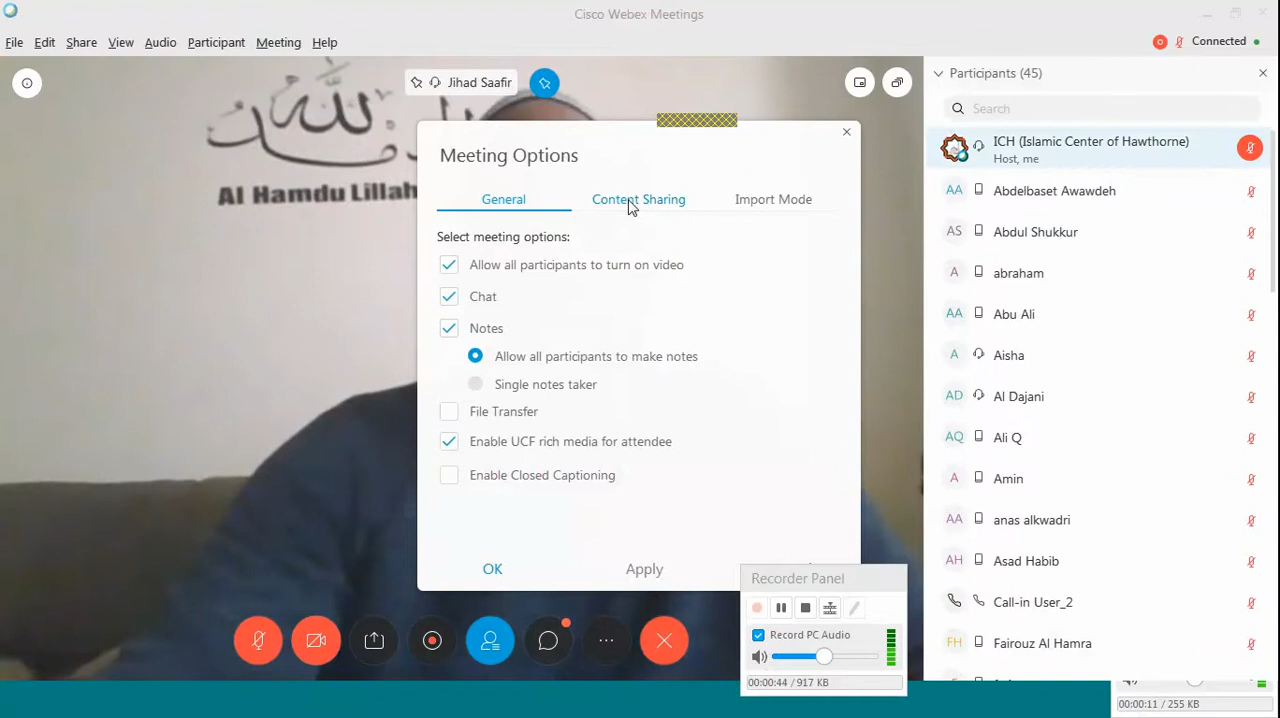 Cisco Webex Meetings
File Edit Share View Audio Participant Meeting Help
Connected
Jihad Saafir
الحمد لله
Al Hamdu Lillah
Meeting Options
General Content Sharing Import Mode
Select meeting options:
Allow all participants to turn on video
Chat
Notes
Allow all participants to make notes
Single notes taker
File Transfer
Enable UCF rich media for attendee
Enable Closed Captioning
OK Apply
Recorder Panel
Record PC Audio
00:00:44 / 917 KB
Participants (45)
Search
ICH (Islamic Center of Hawthorne)
Host, me
AA Abdelbaset Awawdeh
AS Abdul Shukkur
A abraham
AA Abu Ali
A Aisha
AD Al Dajani
AQ Ali Q
A Amin
AA anas alkwadri
AH Asad Habib
Call-in User_2
FH Fairouz Al Hamra
00:00:11 / 255 KB